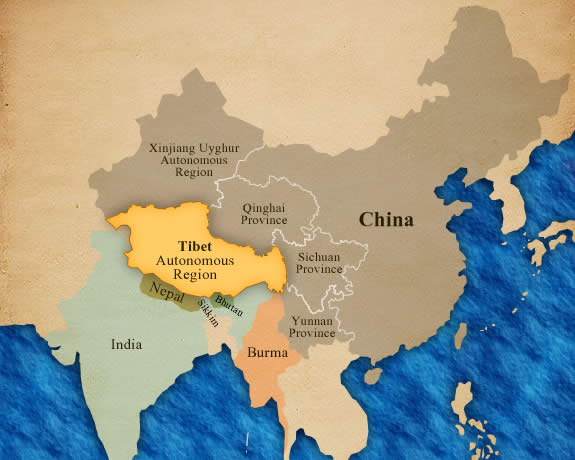 Xinjiang Uyghur
Autonomous
Region
Qinghai
Province
China
Tibet
Autonomous
Region
Sichuan
Province
Nepal
Sikkim
Bhutan
Yunnan
Province
India
Burma